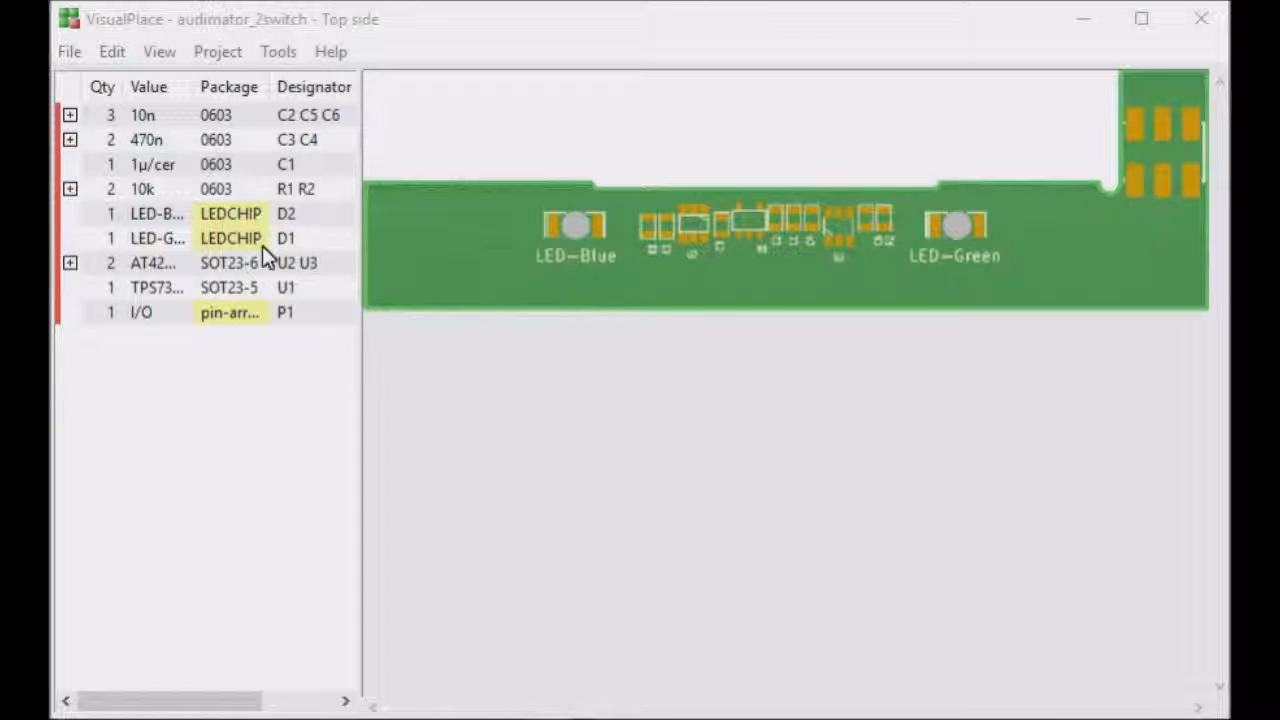 VisualPlace - audimator_2switch - Top side
File Edit View Project Tools Help
Qty Value Package Designator
3 10n 0603 C2 C5 C6
2 470n 0603 C3 C4
1 1µ/cer 0603 C1
2 10k 0603 R1 R2
1 LED-B... LEDCHIP D2
1 LED-G... LEDCHIP D1
2 AT42... SOT23-6 U2 U3
1 TPS73... SOT23-5 U1
1 I/O pin-arr... P1
LED-Blue
LED-Green